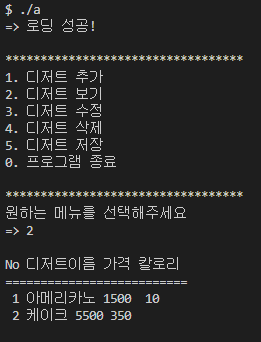 $ ./a
=> 로딩 성공!
**********************************
1. 디저트 추가
2. 디저트 보기
3. 디저트 수정
4. 디저트 삭제
5. 디저트 저장
0. 프로그램 종료
**********************************
원하는 메뉴를 선택해주세요
=> 2
No 디저트이름 가격 칼로리
==========================
1 아메리카노 1500  10
2 케이크 5500 350